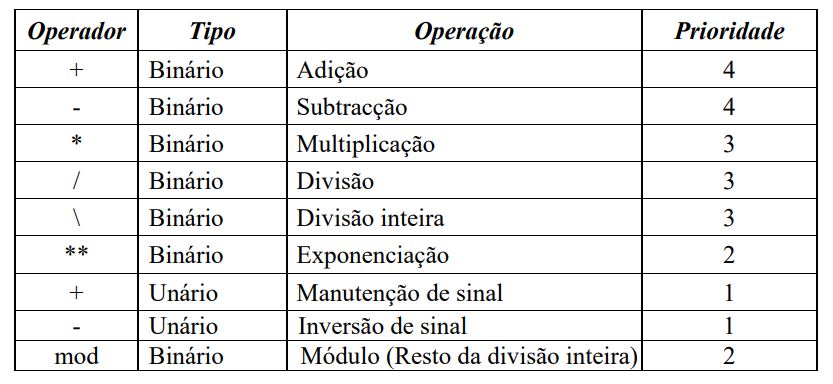 Operador Tipo Operação Prioridade
+ Binário Adição 4
- Binário Subtracção 4
* Binário Multiplicação 3
/ Binário Divisão 3
\ Binário Divisão inteira 3
** Binário Exponenciação 2
+ Unário Manutenção de sinal 1
- Unário Inversão de sinal 1
mod Binário Módulo (Resto da divisão inteira) 2